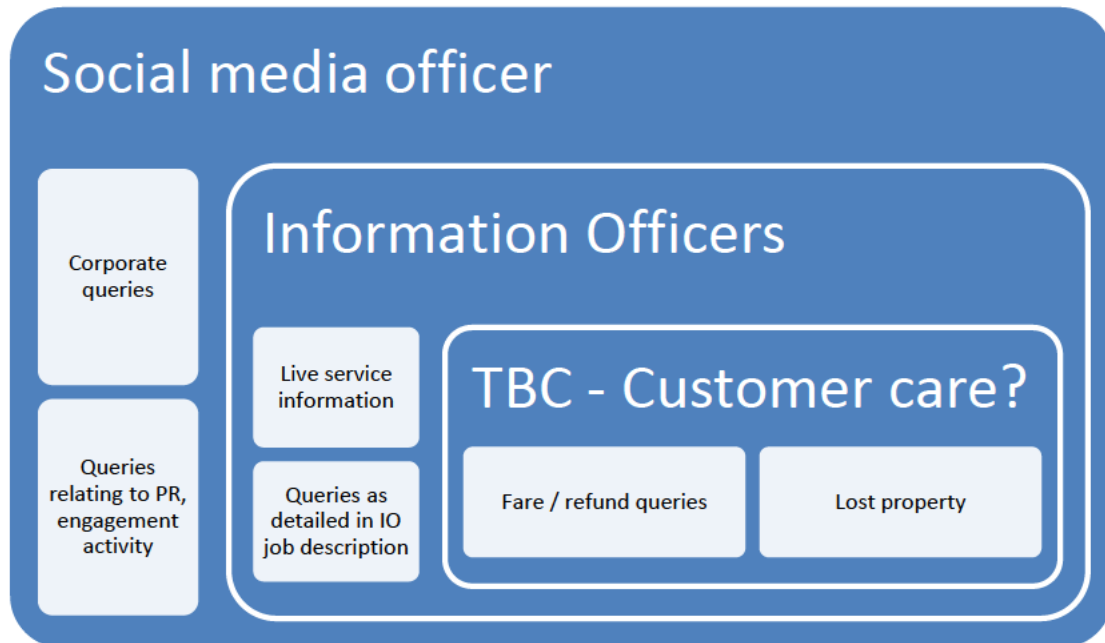 Social media officer
Corporate
queries
Queries
relating to PR,
engagement
activity
Information Officers
Live service
information
Queries as
detailed in IO
job description
TBC - Customer care?
Fare / refund queries
Lost property